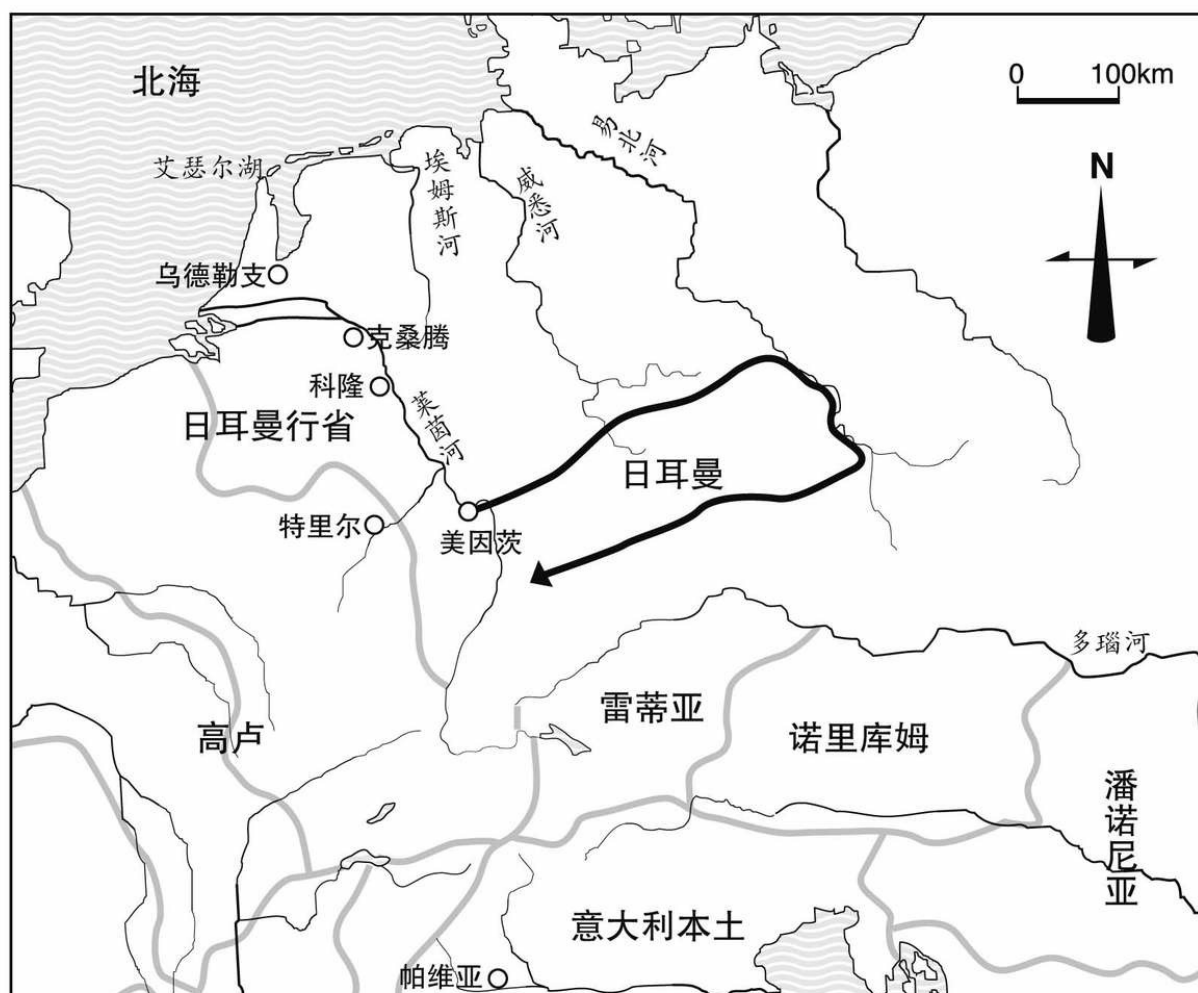 北海
0 100km
易北河
艾瑟尔湖
埃姆斯河
威悉河
N
乌德勒支
克桑腾
科隆
莱茵河
日耳曼行省
日耳曼
特里尔
美因茨
多瑙河
雷蒂亚
高卢
诺里库姆
潘诺尼亚
意大利本土
帕维亚